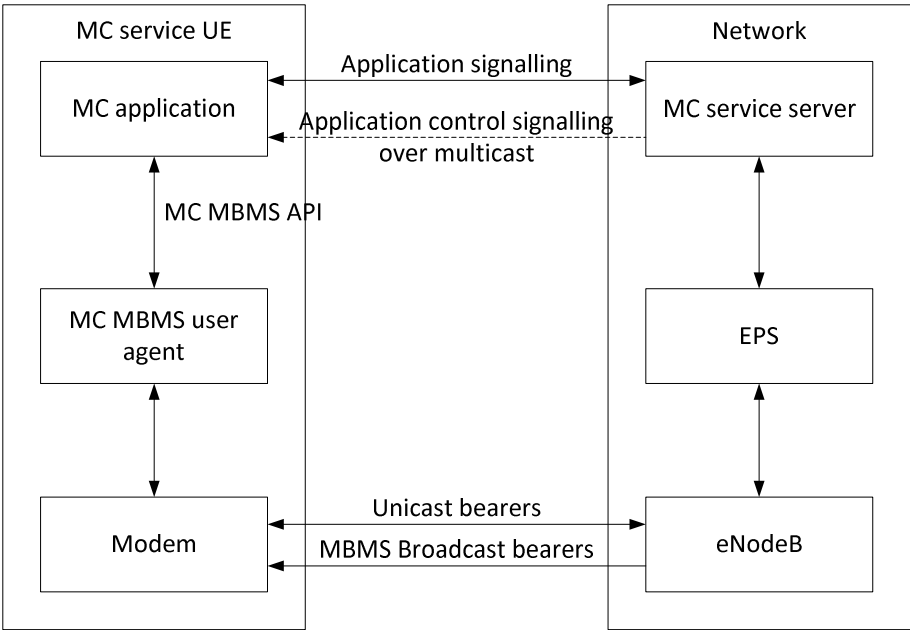 MC service UE
Network
Application signalling
MC application
MC service server
Application control signalling
over multicast
MC MBMS API
MC MBMS user
agent
EPS
Unicast bearers
Modem
eNodeB
MBMS Broadcast bearers